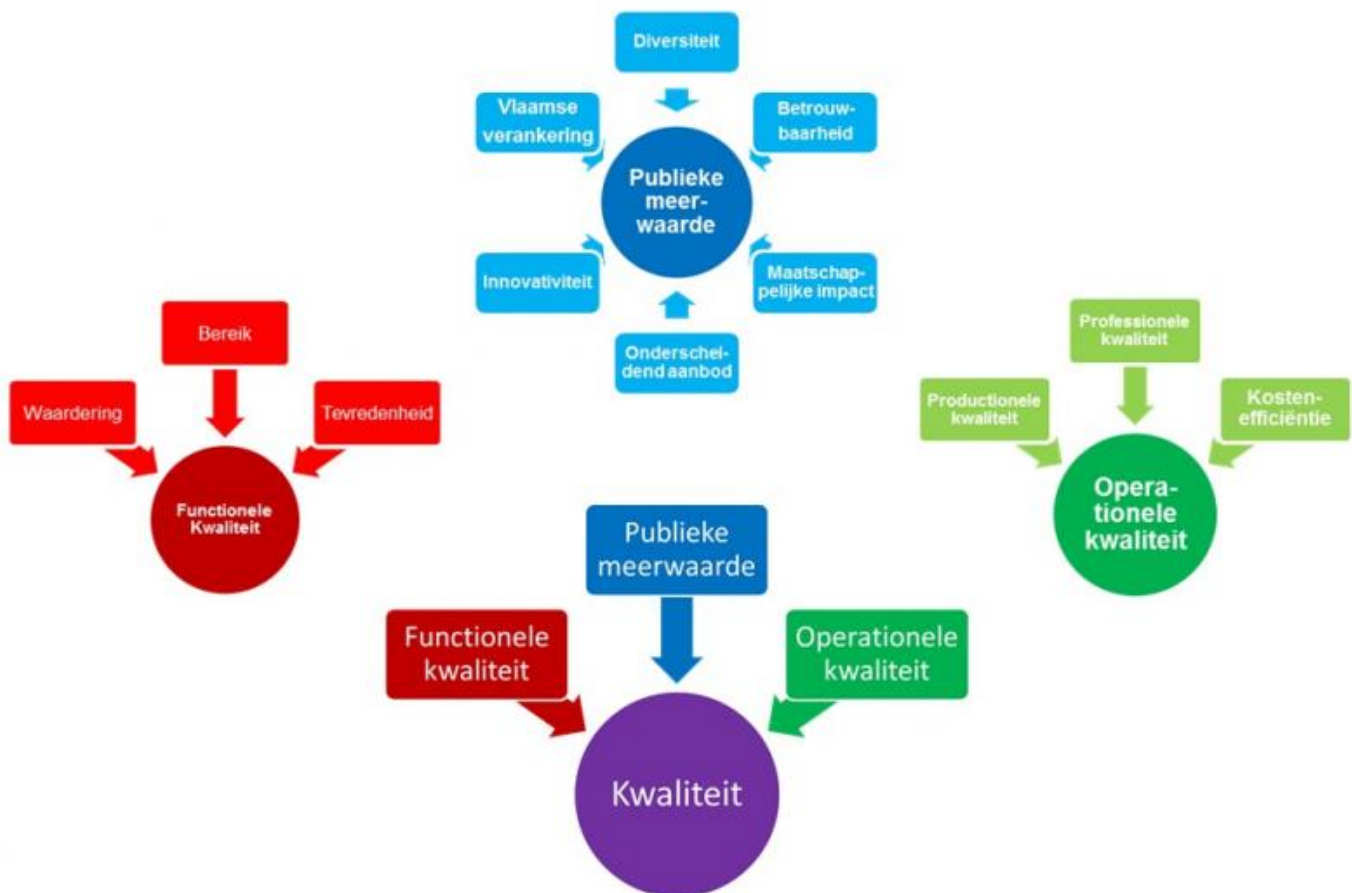 Diversiteit
Vlaamse
verankering
Betrouw-
baarheid
Publieke
meer-
waarde
Innovativiteit
Maatschap-
pelijke impact
Onderschei-
dend aanbod
Bereik
Waardering
Tevredenheid
Functionele
Kwaliteit
Professionele
kwaliteit
Productionele
kwaliteit
Kosten-
efficiëntie
Opera-
tionele
kwaliteit
Publieke
meerwaarde
Functionele
kwaliteit
Operationele
kwaliteit
Kwaliteit